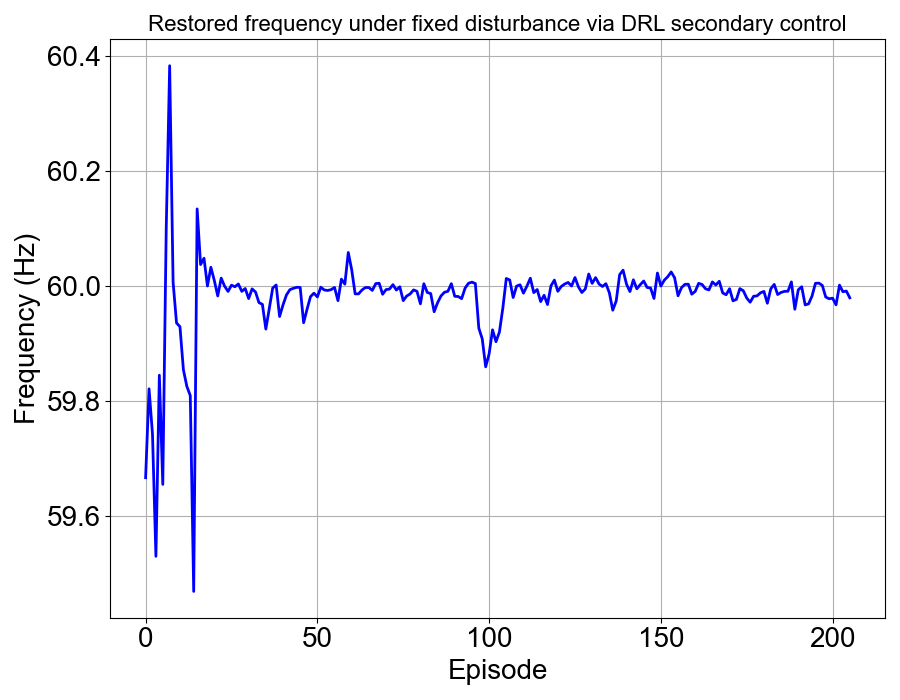 Restored frequency under fixed disturbance via DRL secondary control
60.4
60.2
60.0
59.8
59.6
Frequency (Hz)
0 50 100 150 200
Episode